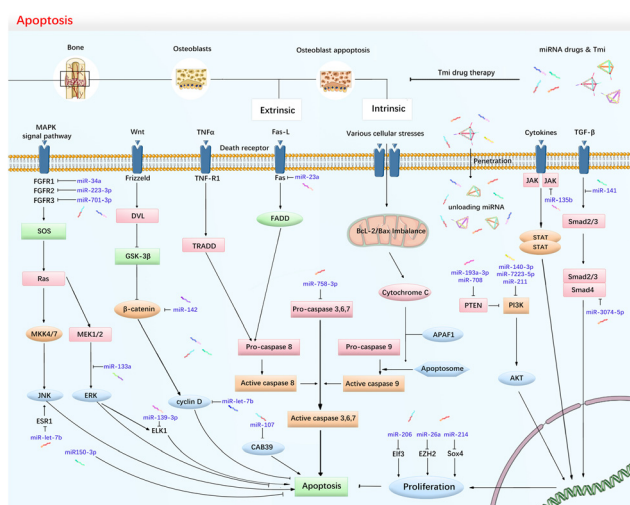 Apoptosis
Bone
Osteoblasts
Osteoblast appoptosis
miRNA drugs & Tmi
Tmi drug therapy
Extrinsic
Intrinsic
MAPK
signal pathway
Wnt
TNFα
Fas-L
Various cellular stresses
Cytokines
TGF-β
Death receptor
Penetration
FGFR1
miR-34a
FGFR2
miR-223-3p
FGFR3
miR-701-3p
Frizzeld
TNF-R1
Fas
miR-23a
JAK
JAK
miR-135b
miR-141
unloading miRNA
SOS
DVL
FADD
TRADD
GSK-3β
BcL-2/Bax Imbalance
STAT
STAT
Smad2/3
Ras
miR-758-3p
Cytochrome C
miR-193a-3p
miR-708
miR-140-3p
miR-7223-5p
miR-211
Smad2/3
Smad4
β-catenin
miR-142
Pro-caspase 3,6,7
PTEN
PI3K
miR-3074-5p
MKK4/7
MEK1/2
Pro-caspase 8
Pro-caspase 9
APAF1
miR-133a
Apoptosome
Active caspase 8
Active caspase 9
AKT
JNK
ERK
cyclin D
miR-let-7b
ESR1
miR-let-7b
miR-139-3p
ELK1
miR-107
CAB39
Active caspase 3,6,7
miR-206
miR-26a
miR-214
Elf3
EZH2
Sox4
miR150-3p
Apoptosis
Proliferation